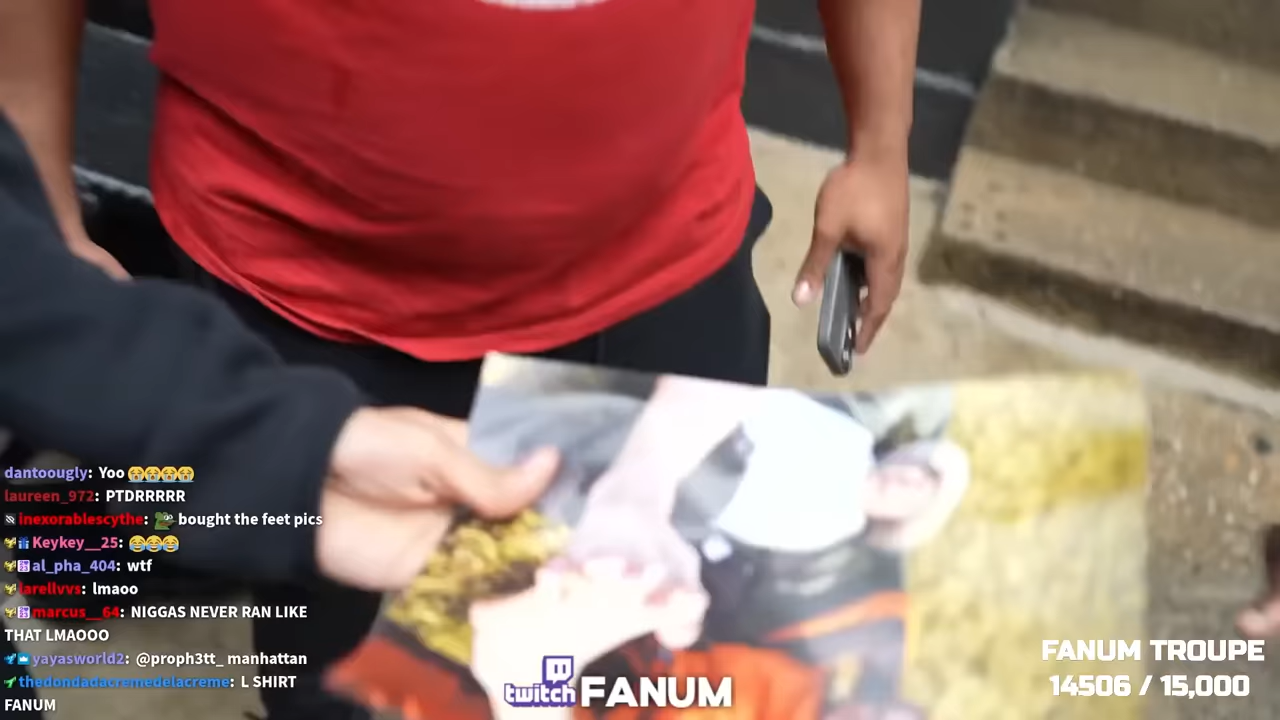 dantoougly: Yoo 😭😭😭😭
laureen_972: PTDRRRRR
inexorablescythe: bought the feet pics
Keykey__25: 😂😂😂
al_pha_404: wtf
larellvvs: lmaoo
marcus__64: NIGGAS NEVER RAN LIKE
THAT LMAOOO
yayasworld2: @proph3tt_ manhattan
thedondadacremedelacreme: L SHIRT
FANUM
twitch FANUM
FANUM TROUPE
14506 / 15,000